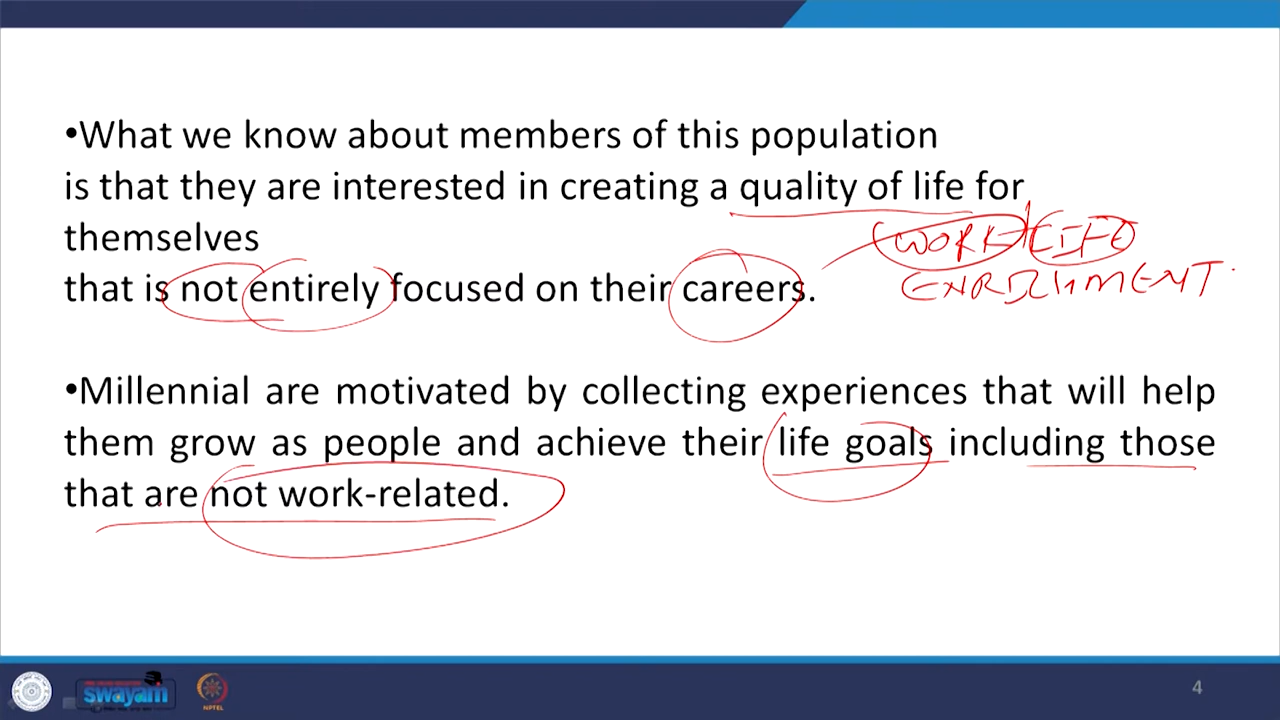 •What we know about members of this population
is that they are interested in creating a quality of life for
themselves
WORK LIFE
that is not entirely focused on their careers.
ENRICHMENT
•Millennial are motivated by collecting experiences that will help
them grow as people and achieve their life goals including those
that are not work-related.
swayam
NPTEL
4